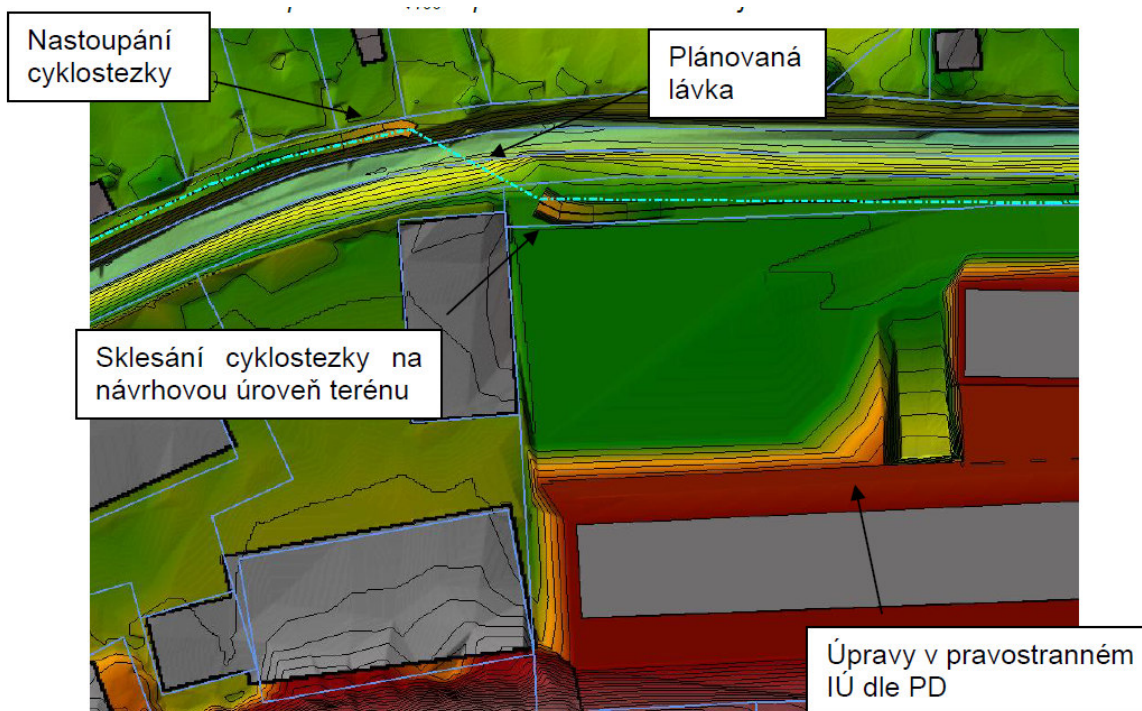 Nastoupání
cyklostezky
Plánovaná
lávka
Sklesání cyklostezky na
návrhovou úroveň terénu
Úpravy v pravostranném
IÚ dle PD